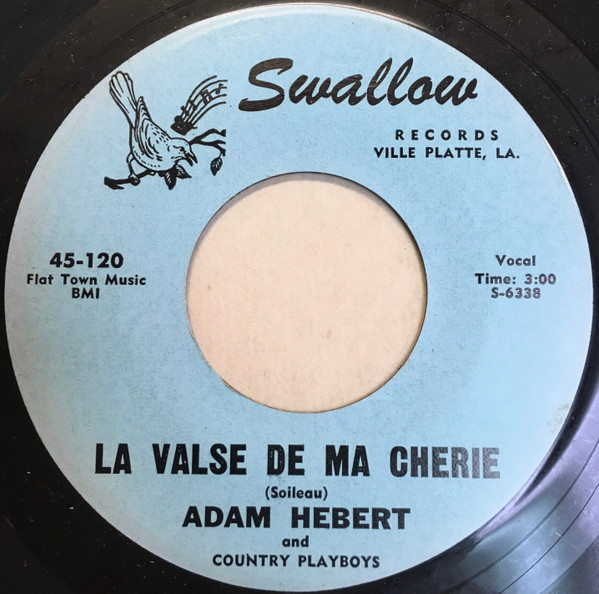 Swallow
RECORDS
VILLE PLATTE, LA.
45-120
Flat Town Music
BMI
Vocal
Time: 3:00
S-6338
LA VALSE DE MA CHERIE
(Soileau)
ADAM HEBERT
and
COUNTRY PLAYBOYS